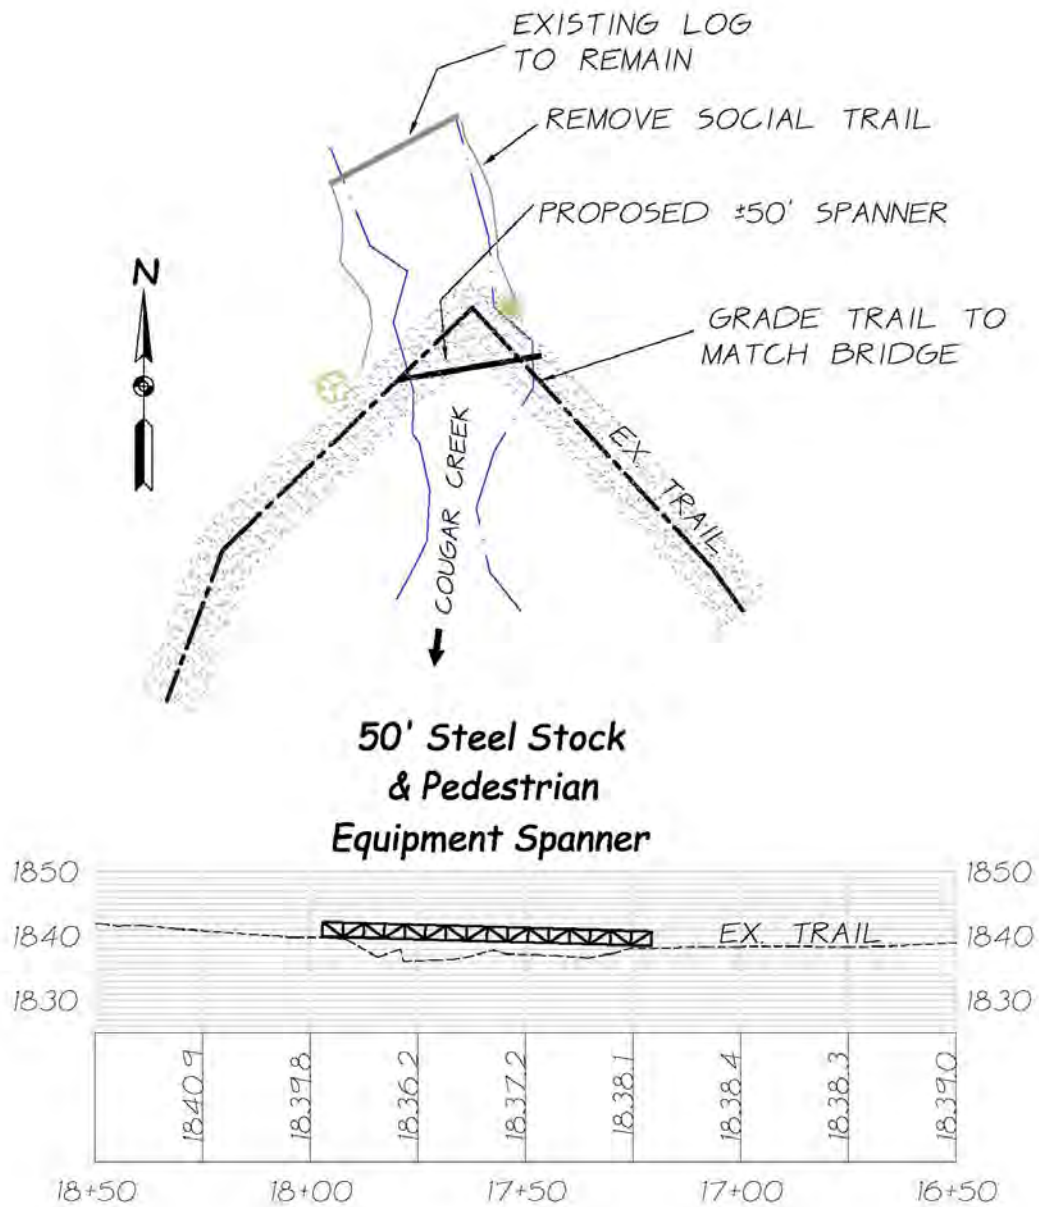 EXISTING LOG
TO REMAIN
REMOVE SOCIAL TRAIL
PROPOSED ±50' SPANNER
N
GRADE TRAIL TO
MATCH BRIDGE
EX. TRAIL
COUGAR CREEK
50' Steel Stock
& Pedestrian
Equipment Spanner
1850
1850
1840
EX. TRAIL
1840
1830
1830
1840.9
1839.8
1836.2
1837.2
1838.1
1838.4
1838.3
1839.0
18+50
18+00
17+50
17+00
16+50